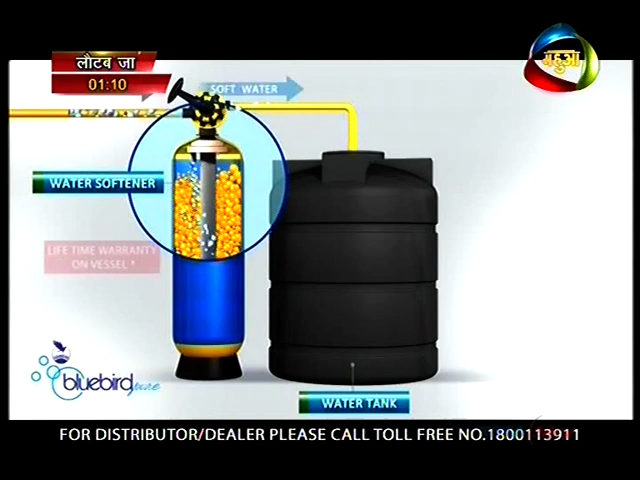 लौटब जा
01:10
महुआ
SOFT WATER
WATER SOFTENER
LIFE TIME WARRANTY
ON VESSEL *
bluebird pure
WATER TANK
FOR DISTRIBUTOR/DEALER PLEASE CALL TOLL FREE NO.1800113911